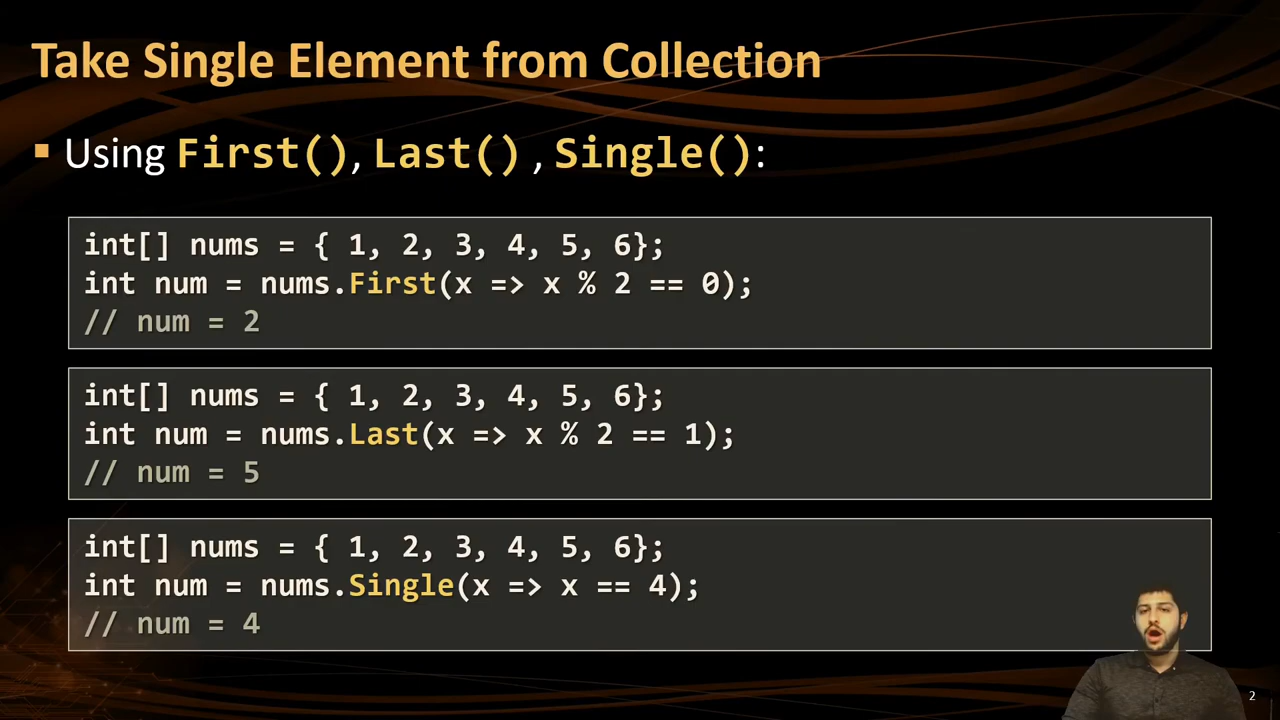 Take Single Element from Collection
Using First(), Last() , Single():
int[] nums = { 1, 2, 3, 4, 5, 6};
int num = nums.First(x => x % 2 == 0);
// num = 2
int[] nums = { 1, 2, 3, 4, 5, 6};
int num = nums.Last(x => x % 2 == 1);
// num = 5
int[] nums = { 1, 2, 3, 4, 5, 6};
int num = nums.Single(x => x == 4);
// num = 4
2